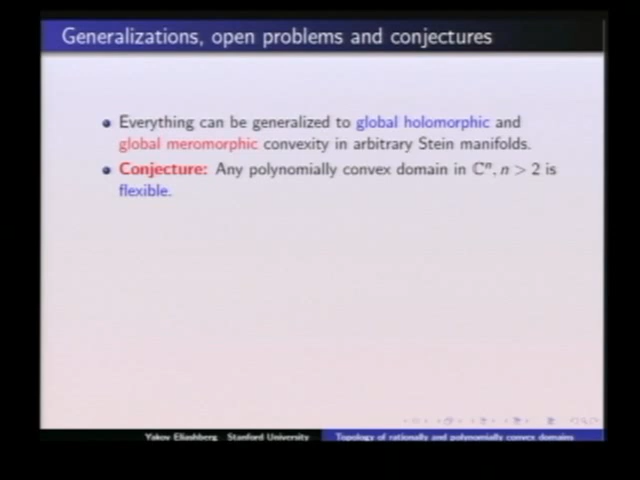 Generalizations, open problems and conjectures
Everything can be generalized to global holomorphic and
global meromorphic convexity in arbitrary Stein manifolds.
Conjecture: Any polynomially convex domain in ℂⁿ, n > 2 is
flexible.
Yakov Eliashberg Stanford University Topology of rationally and polynomially convex domains